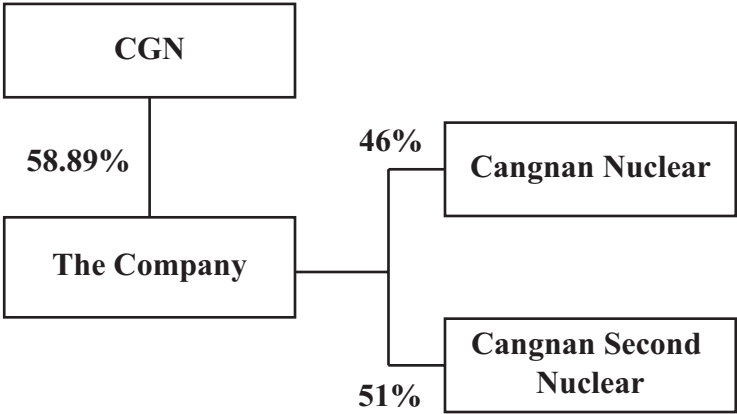 CGN
58.89%
46%
Cangnan Nuclear
The Company
Cangnan Second
Nuclear
51%